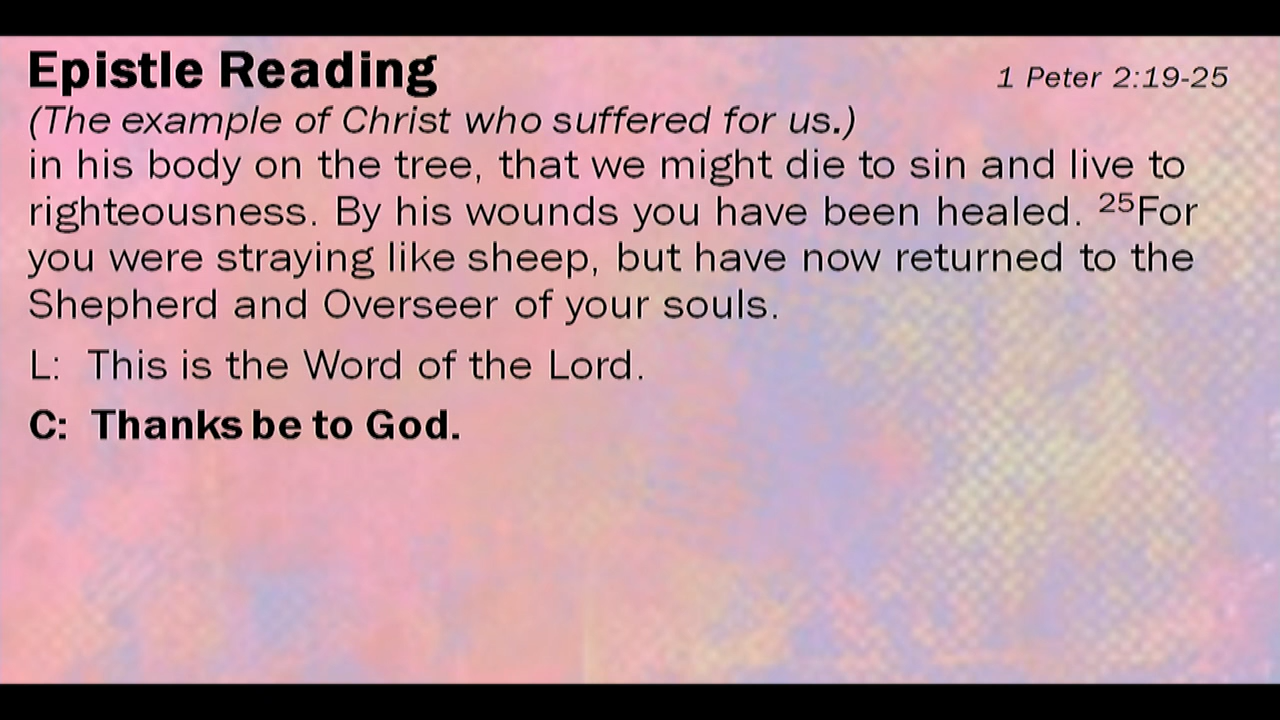 Epistle Reading 1 Peter 2:19-25
(The example of Christ who suffered for us.)
in his body on the tree, that we might die to sin and live to
righteousness. By his wounds you have been healed. ²⁵For
you were straying like sheep, but have now returned to the
Shepherd and Overseer of your souls.
L: This is the Word of the Lord.
C: Thanks be to God.